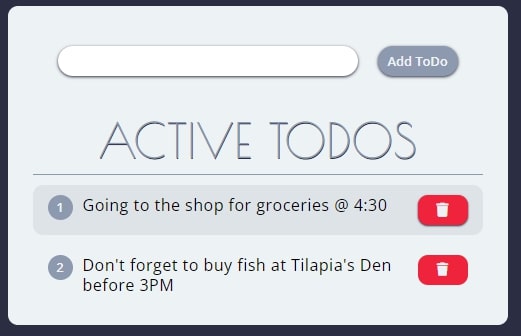 Add ToDo
ACTIVE TODOS
1 Going to the shop for groceries @ 4:30
2 Don't forget to buy fish at Tilapia's Den
before 3PM